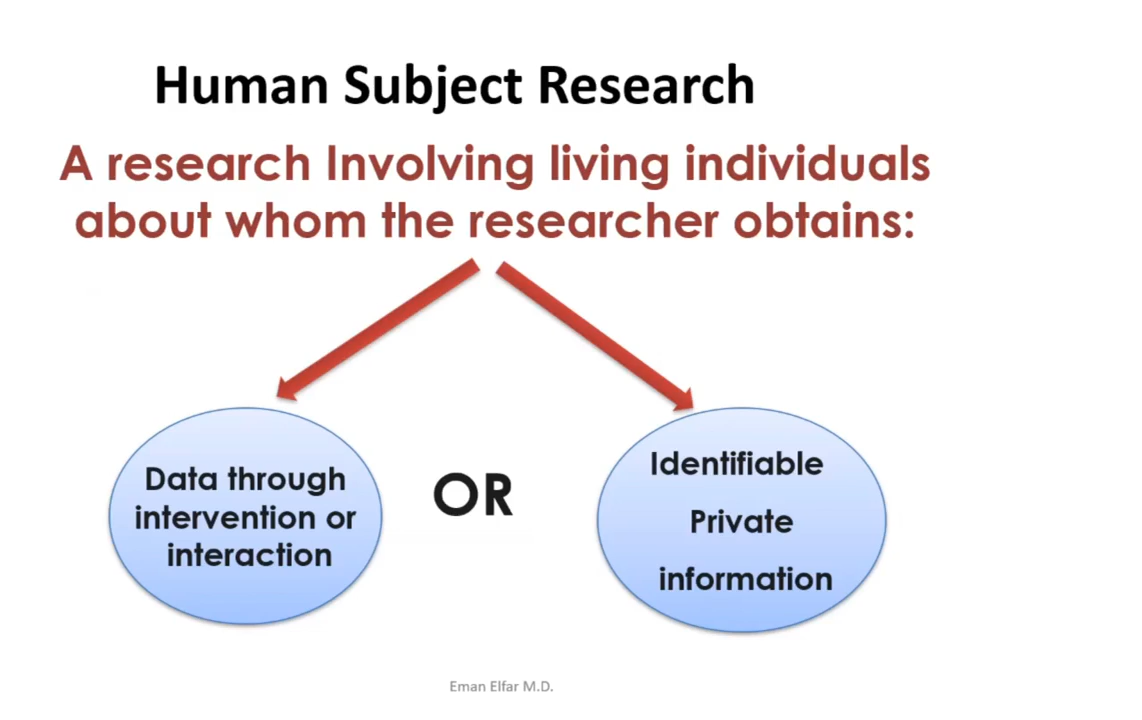 Human Subject Research
A research Involving living individuals
about whom the researcher obtains:
Data through
intervention or
interaction
OR
Identifiable
Private
information
Eman Elfar M.D.